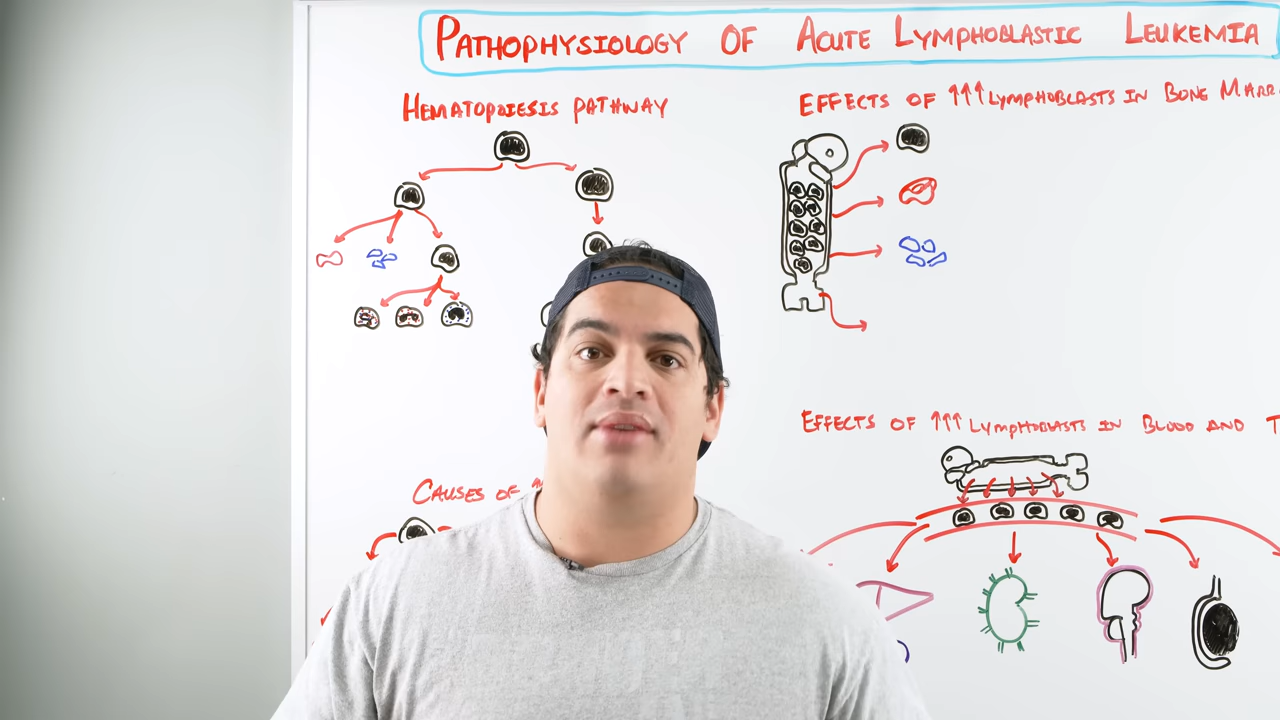 PATHOPHYSIOLOGY OF ACUTE LYMPHOBLASTIC LEUKEMIA
HEMATOPOIESIS PATHWAY
EFFECTS OF ↑↑↑ LYMPHOBLASTS IN BONE MARR
EFFECTS OF ↑↑↑ LYMPHOBLASTS IN BLOOD AND T
CAUSES OF